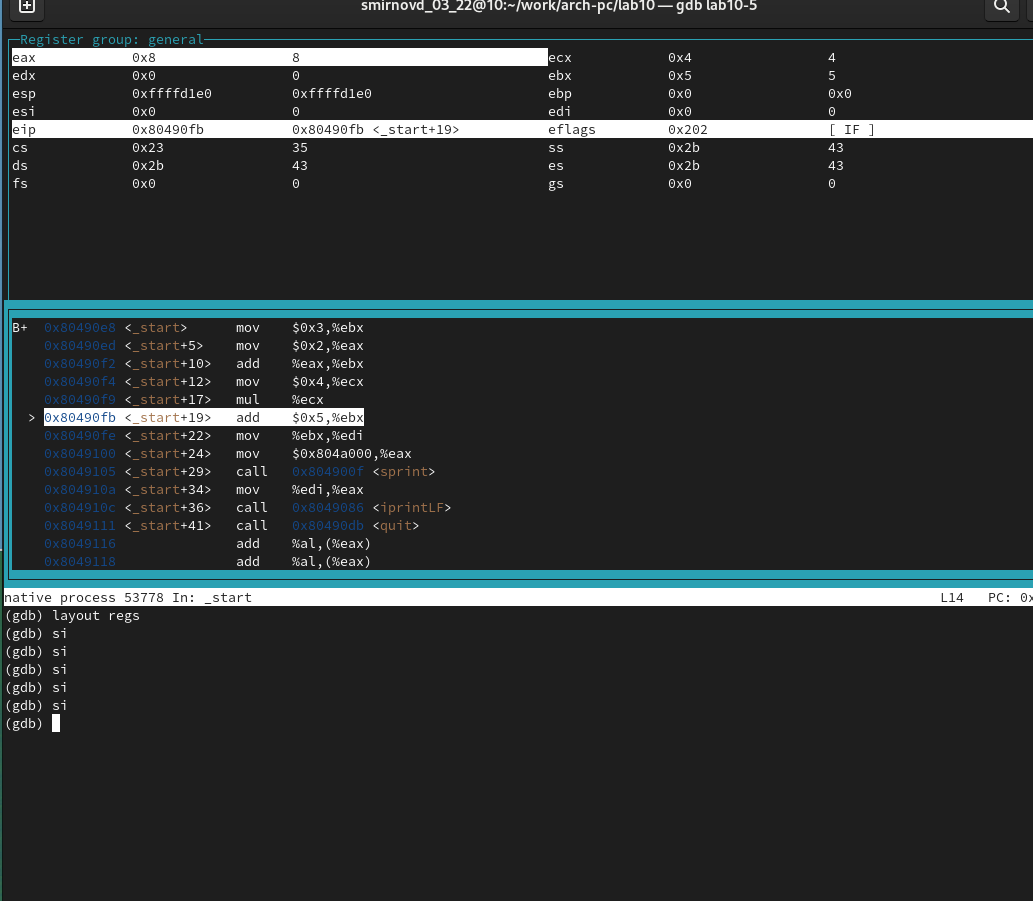 smirnovd_03_22@10:~/work/arch-pc/lab10 — gdb lab10-5
Register group: general
eax 0x8 8 ecx 0x4 4
edx 0x0 0 ebx 0x5 5
esp 0xffffd1e0 0xffffd1e0 ebp 0x0 0x0
esi 0x0 0 edi 0x0 0
eip 0x80490fb 0x80490fb <_start+19> eflags 0x202 [ IF ]
cs 0x23 35 ss 0x2b 43
ds 0x2b 43 es 0x2b 43
fs 0x0 0 gs 0x0 0
B+ 0x80490e8 <_start> mov $0x3,%ebx
0x80490ed <_start+5> mov $0x2,%eax
0x80490f2 <_start+10> add %eax,%ebx
0x80490f4 <_start+12> mov $0x4,%ecx
0x80490f9 <_start+17> mul %ecx
> 0x80490fb <_start+19> add $0x5,%ebx
0x80490fe <_start+22> mov %ebx,%edi
0x8049100 <_start+24> mov $0x804a000,%eax
0x8049105 <_start+29> call 0x804900f <sprint>
0x804910a <_start+34> mov %edi,%eax
0x804910c <_start+36> call 0x8049086 <iprintLF>
0x8049111 <_start+41> call 0x80490db <quit>
0x8049116 add %al,(%eax)
0x8049118 add %al,(%eax)
native process 53778 In: _start L14 PC: 0x
(gdb) layout regs
(gdb) si
(gdb) si
(gdb) si
(gdb) si
(gdb) si
(gdb)